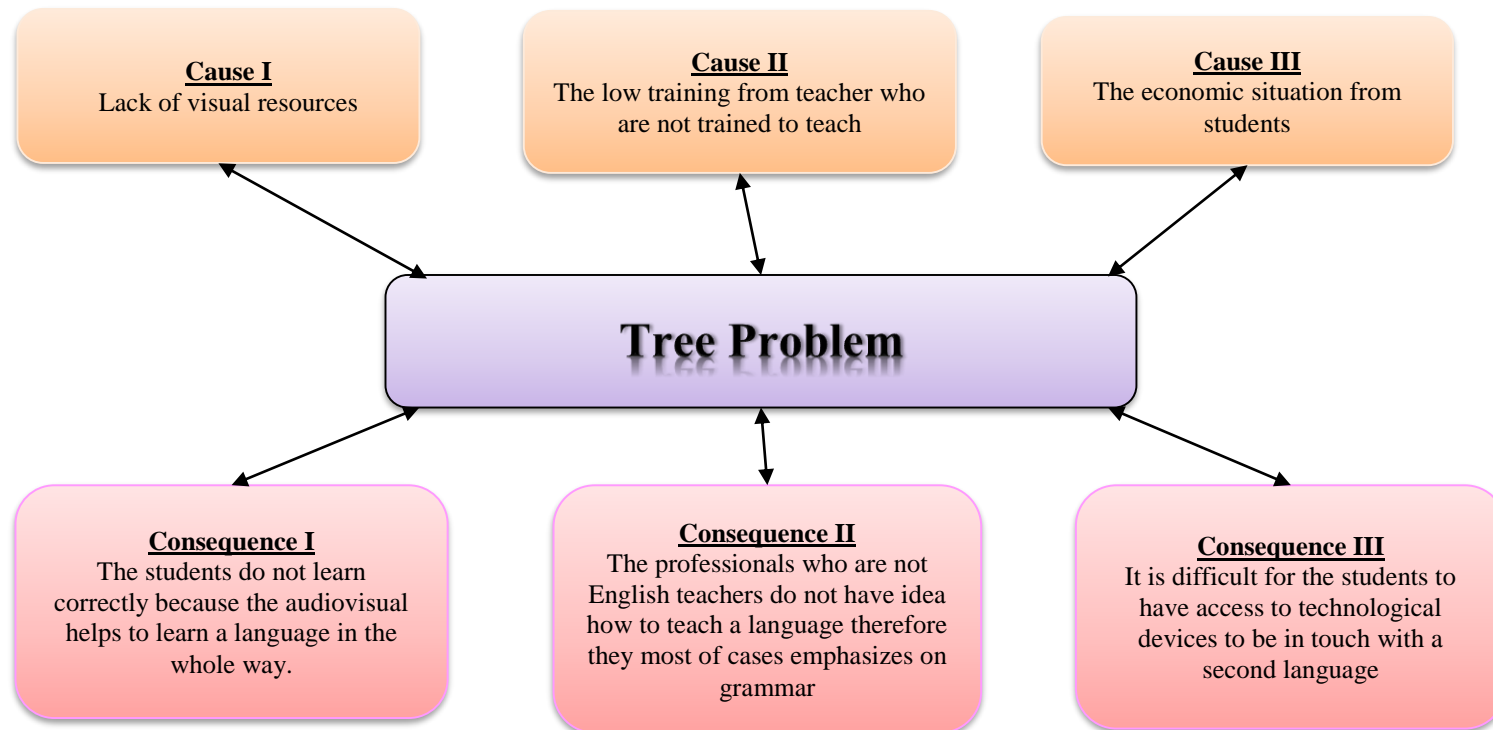 Cause I
Lack of visual resources
Cause II
The low training from teacher who
are not trained to teach
Cause III
The economic situation from
students
Tree Problem
Consequence I
The students do not learn
correctly because the audiovisual
helps to learn a language in the
whole way.
Consequence II
The professionals who are not
English teachers do not have idea
how to teach a language therefore
they most of cases emphasizes on
grammar
Consequence III
It is difficult for the students to
have access to technological
devices to be in touch with a
second language